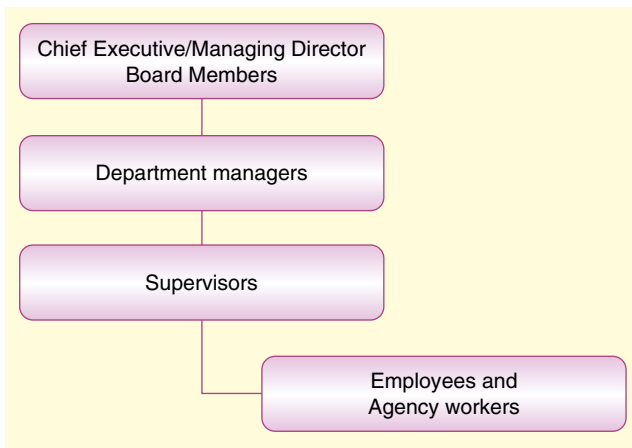 Chief Executive/Managing Director
Board Members
Department managers
Supervisors
Employees and
Agency workers